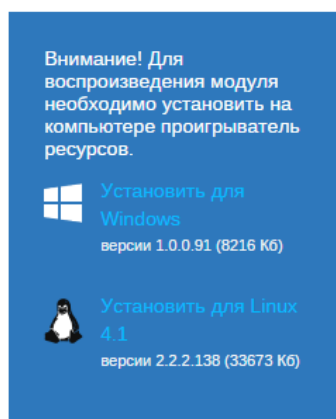 Внимание! Для
воспроизведения модуля
необходимо установить на
компьютере проигрыватель
ресурсов.
Установить для
Windows
версии 1.0.0.91 (8216 Кб)
Установить для Linux
4.1
версии 2.2.2.138 (33673 Кб)